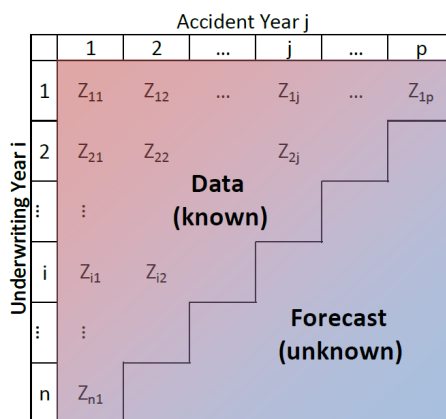 Accident Year j
1 2 ... j ... p
1 Z11 Z12 ... Z1j ... Z1p
2 Z21 Z22 Z2j
Data
(known)
⋮ ⋮
i Zi1 Zi2
Forecast
(unknown)
⋮ ⋮
n Zn1
Underwriting Year i